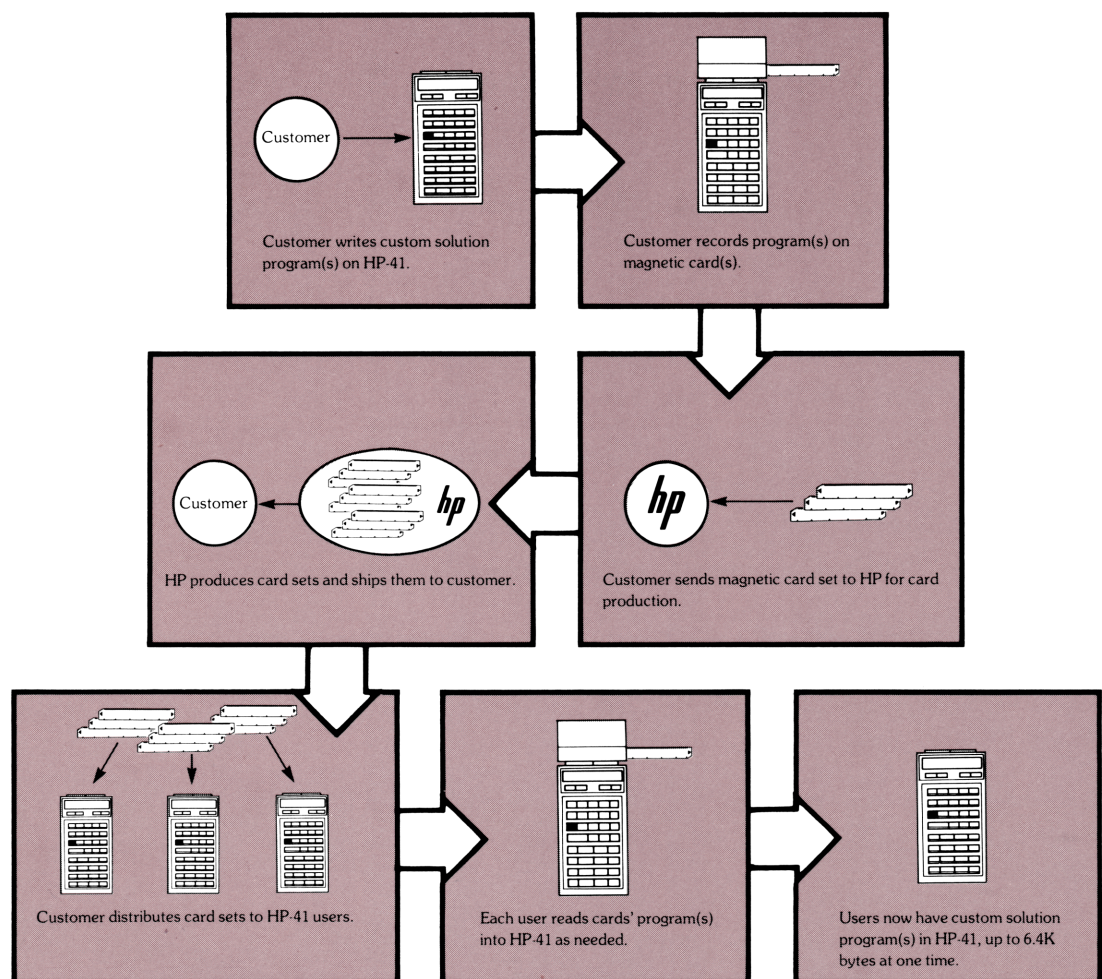 Customer
Customer writes custom solution
program(s) on HP-41.
Customer records program(s) on
magnetic card(s).
Customer
hp
HP produces card sets and ships them to customer.
hp
Customer sends magnetic card set to HP for card
production.
Customer distributes card sets to HP-41 users.
Each user reads cards' program(s)
into HP-41 as needed.
Users now have custom solution
program(s) in HP-41, up to 6.4K
bytes at one time.